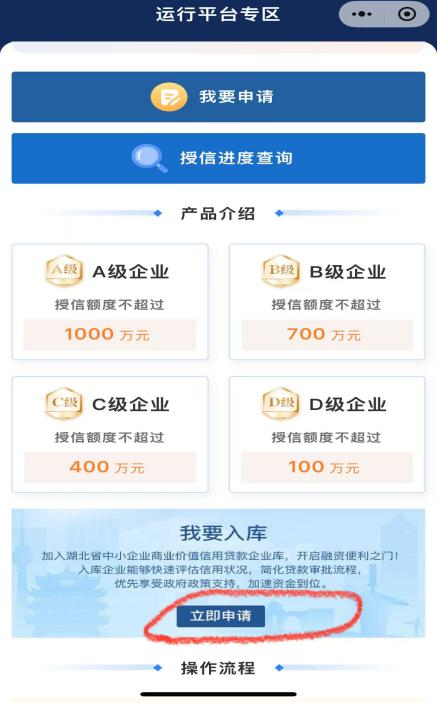 运行平台专区
我要申请
授信进度查询
产品介绍
A级 A级企业
授信额度不超过
1000 万元
B级 B级企业
授信额度不超过
700 万元
C级 C级企业
授信额度不超过
400 万元
D级 D级企业
授信额度不超过
100 万元
我要入库
加入湖北省中小企业商业价值信用贷款企业库，开启融资便利之门！
入库企业能够快速评估信用状况，简化贷款审批流程，
优先享受政府政策支持，加速资金到位。
立即申请
操作流程